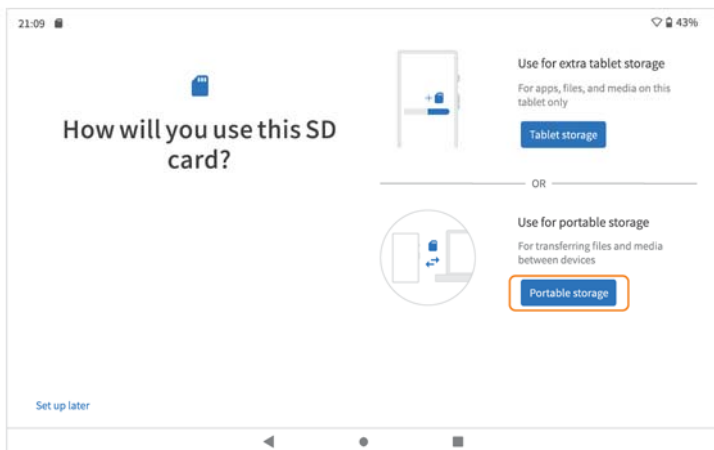 21:09
43%
How will you use this SD
card?
Use for extra tablet storage
For apps, files, and media on this
tablet only
Tablet storage
OR
Use for portable storage
For transferring files and media
between devices
Portable storage
Set up later